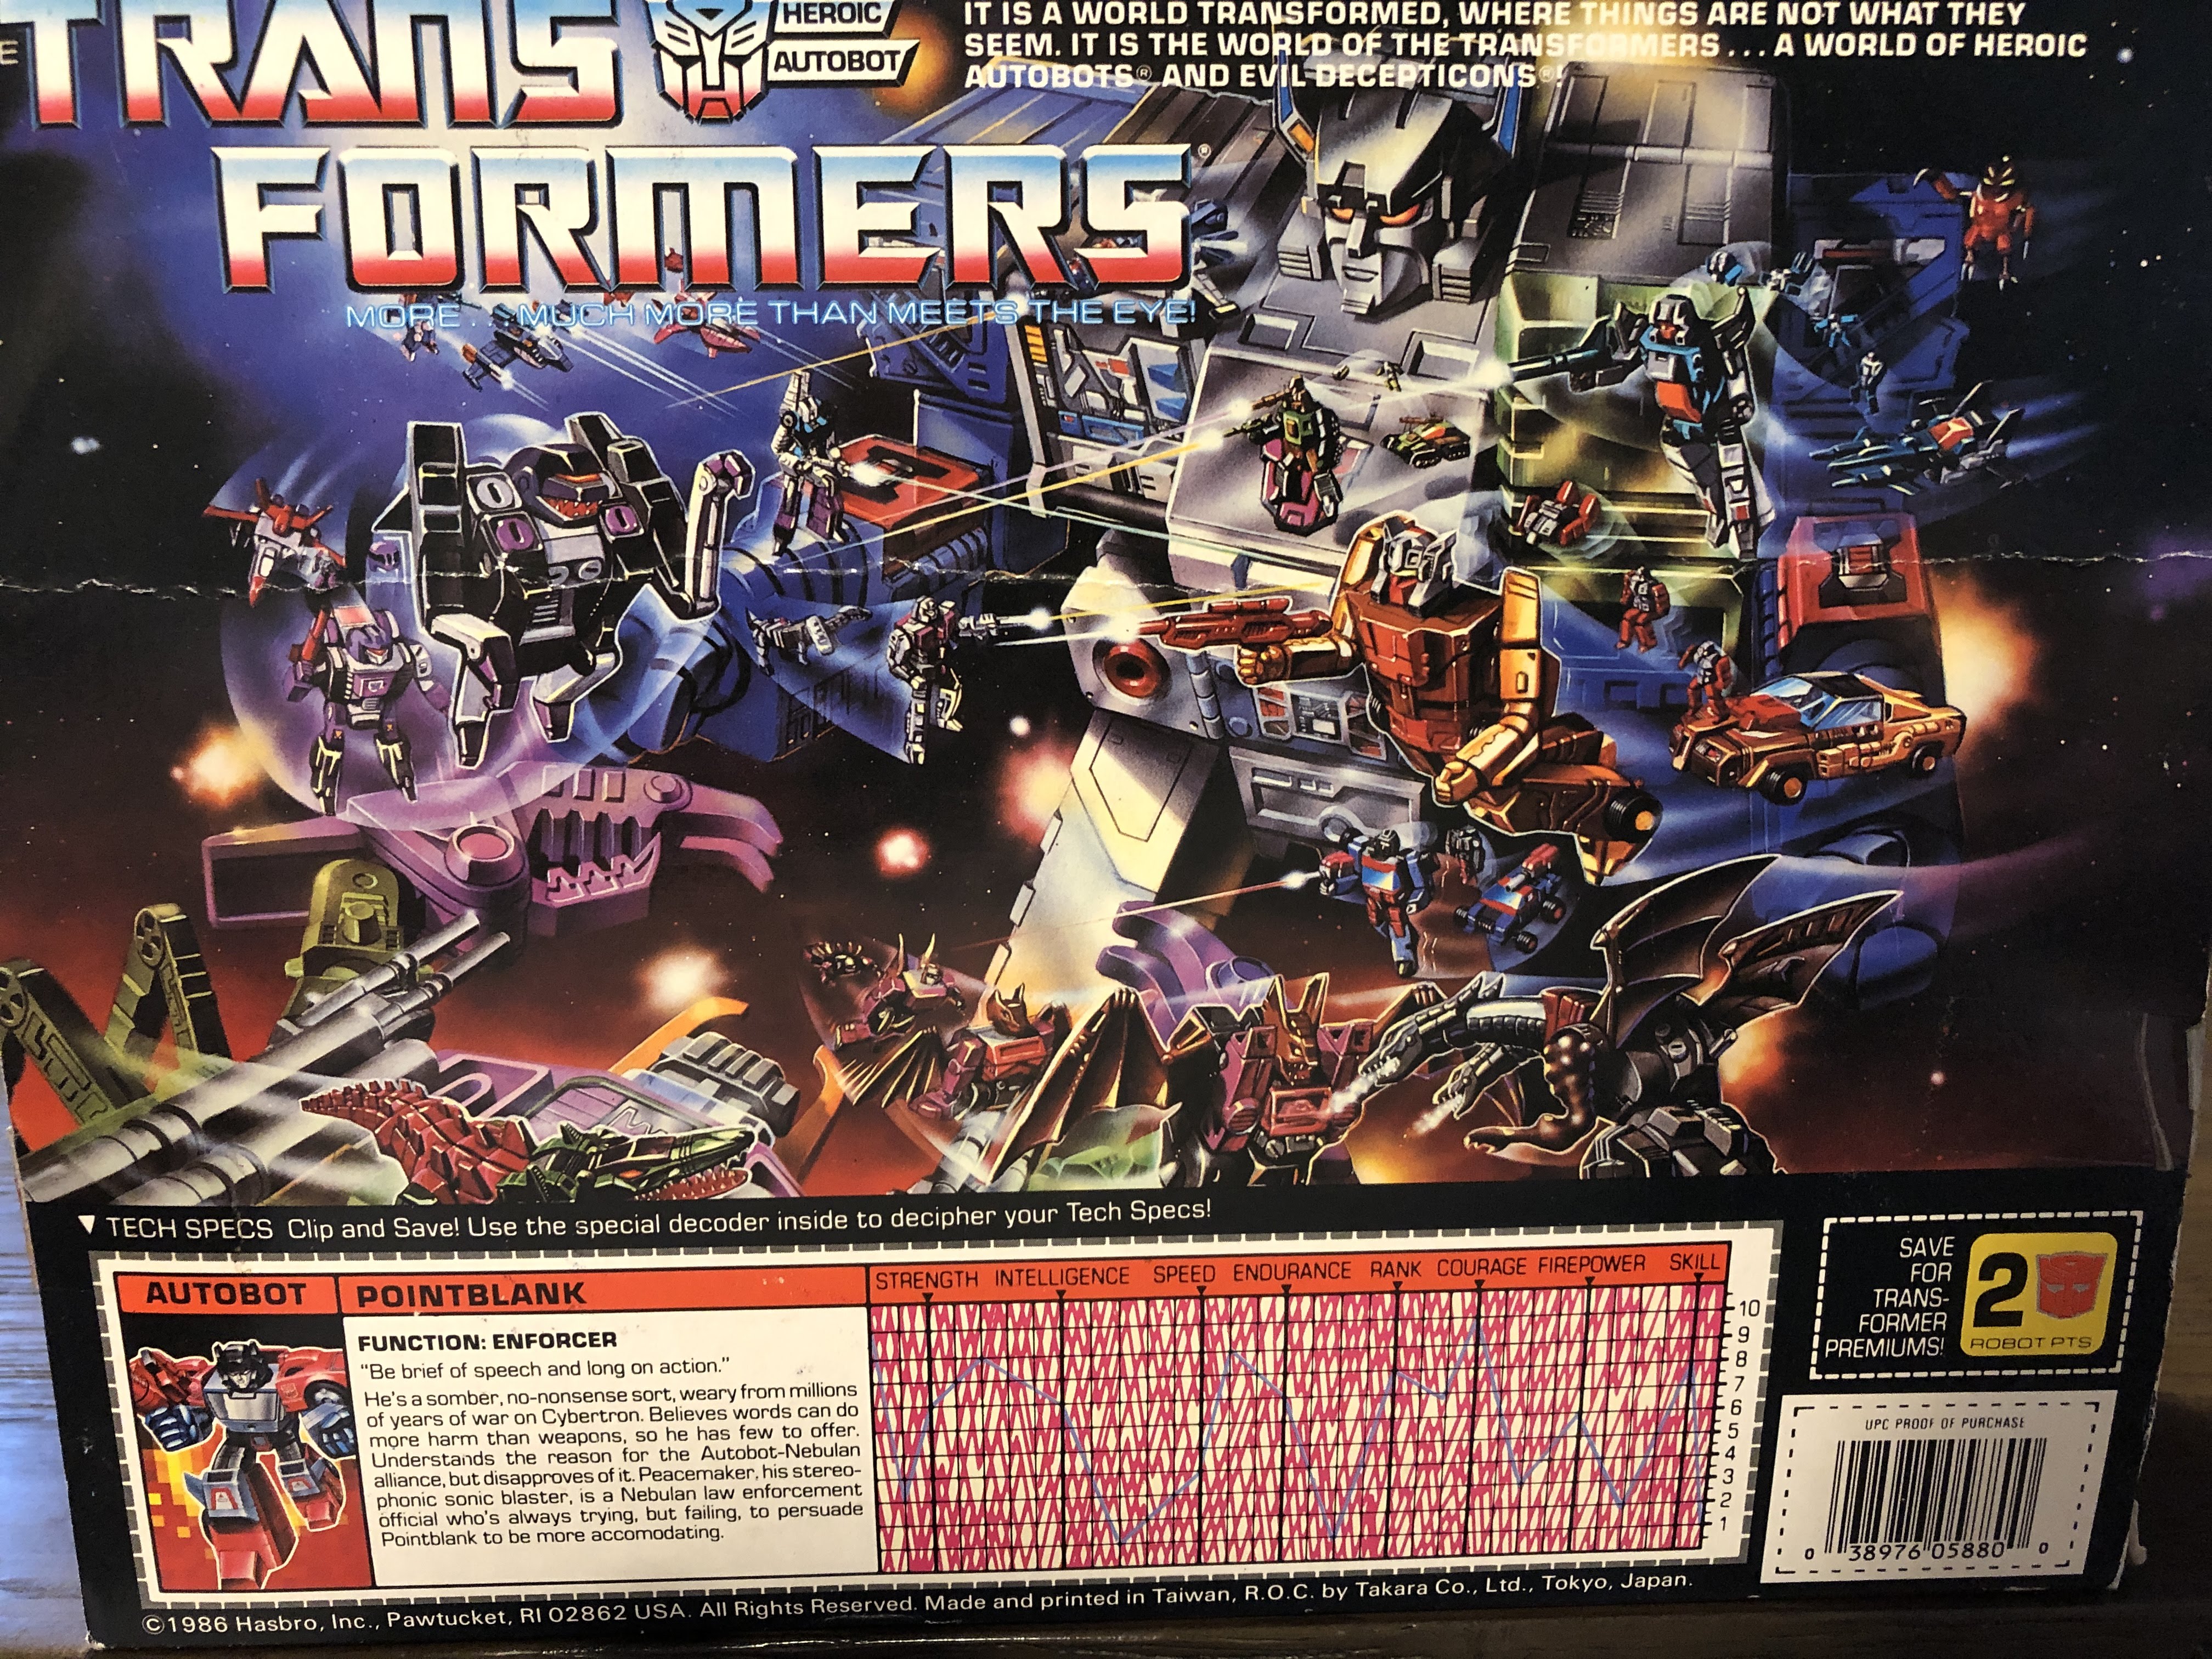 E
TRANS
HEROIC
AUTOBOT
FORMERS®
MORE... MUCH MORE THAN MEETS THE EYE!
IT IS A WORLD TRANSFORMED, WHERE THINGS ARE NOT WHAT THEY
SEEM. IT IS THE WORLD OF THE TRANSFORMERS...A WORLD OF HEROIC
AUTOBOTS® AND EVIL DECEPTICONS®!
▼ TECH SPECS Clip and Save! Use the special decoder inside to decipher your Tech Specs!
AUTOBOT
POINTBLANK
FUNCTION: ENFORCER
"Be brief of speech and long on action."
He's a somber, no-nonsense sort, weary from millions
of years of war on Cybertron. Believes words can do
more harm than weapons, so he has few to offer.
Understands the reason for the Autobot-Nebulan
alliance, but disapproves of it. Peacemaker, his stereo-
phonic sonic blaster, is a Nebulan law enforcement
official who's always trying, but failing, to persuade
Pointblank to be more accomodating.
STRENGTH INTELLIGENCE SPEED ENDURANCE RANK COURAGE FIREPOWER SKILL
10
9
8
7
6
5
4
3
2
1
SAVE
FOR
TRANS-
FORMER
PREMIUMS!
2
ROBOT PTS
UPC PROOF OF PURCHASE
0 38976 05880 0
©1986 Hasbro, Inc., Pawtucket, RI 02862 USA. All Rights Reserved. Made and printed in Taiwan, R.O.C. by Takara Co., Ltd., Tokyo, Japan.